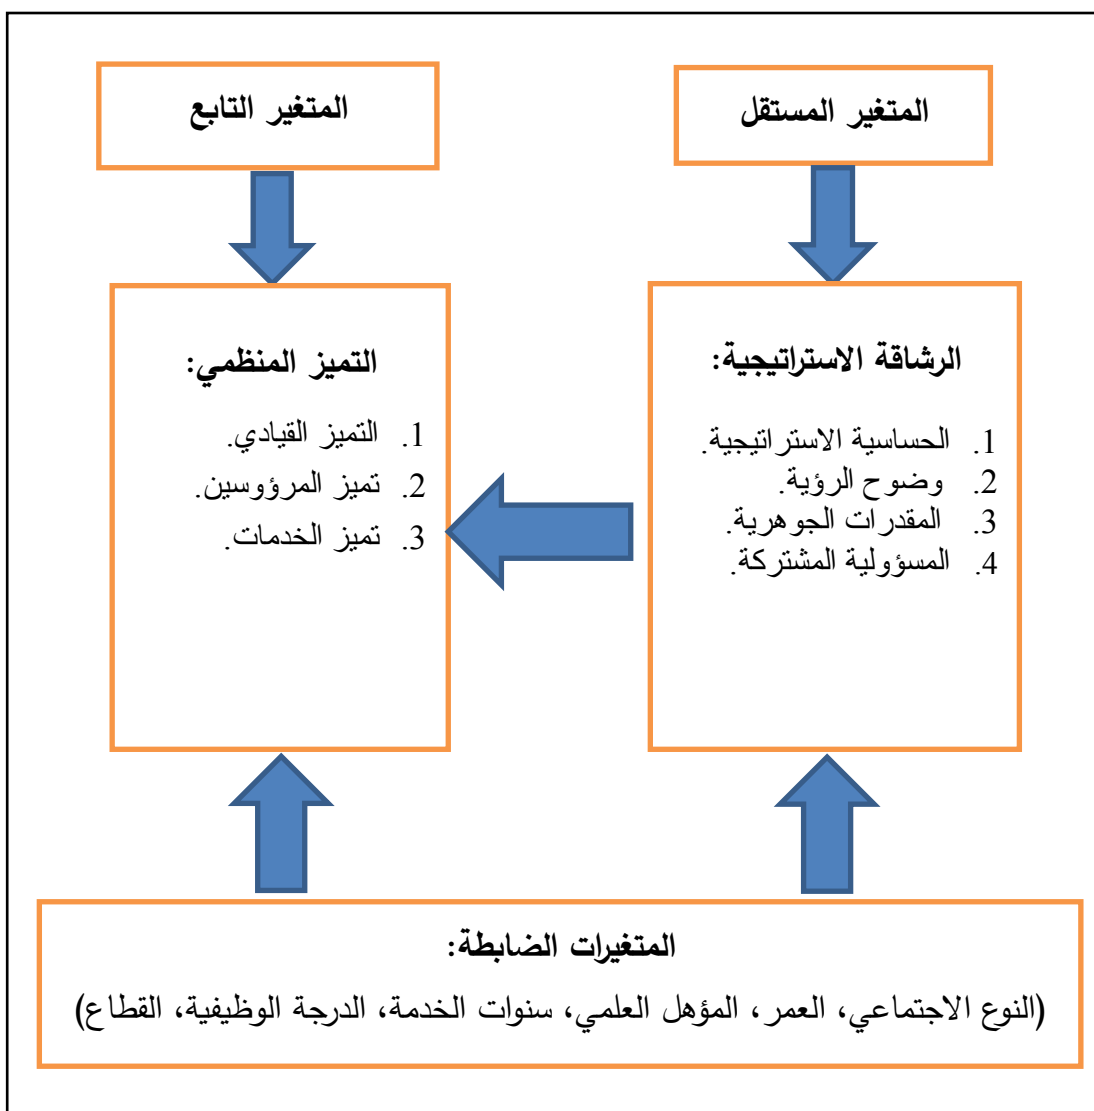 المتغير المستقل
المتغير التابع
الرشاقة الاستراتيجية:
1. الحساسية الاستراتيجية.
2. وضوح الرؤية.
3. المقدرات الجوهرية.
4. المسؤولية المشتركة.
التميز المنظمي:
1. التميز القيادي.
2. تميز المرؤوسين.
3. تميز الخدمات.
المتغيرات الضابطة:
(النوع الاجتماعي، العمر، المؤهل العلمي، سنوات الخدمة، الدرجة الوظيفية، القطاع)